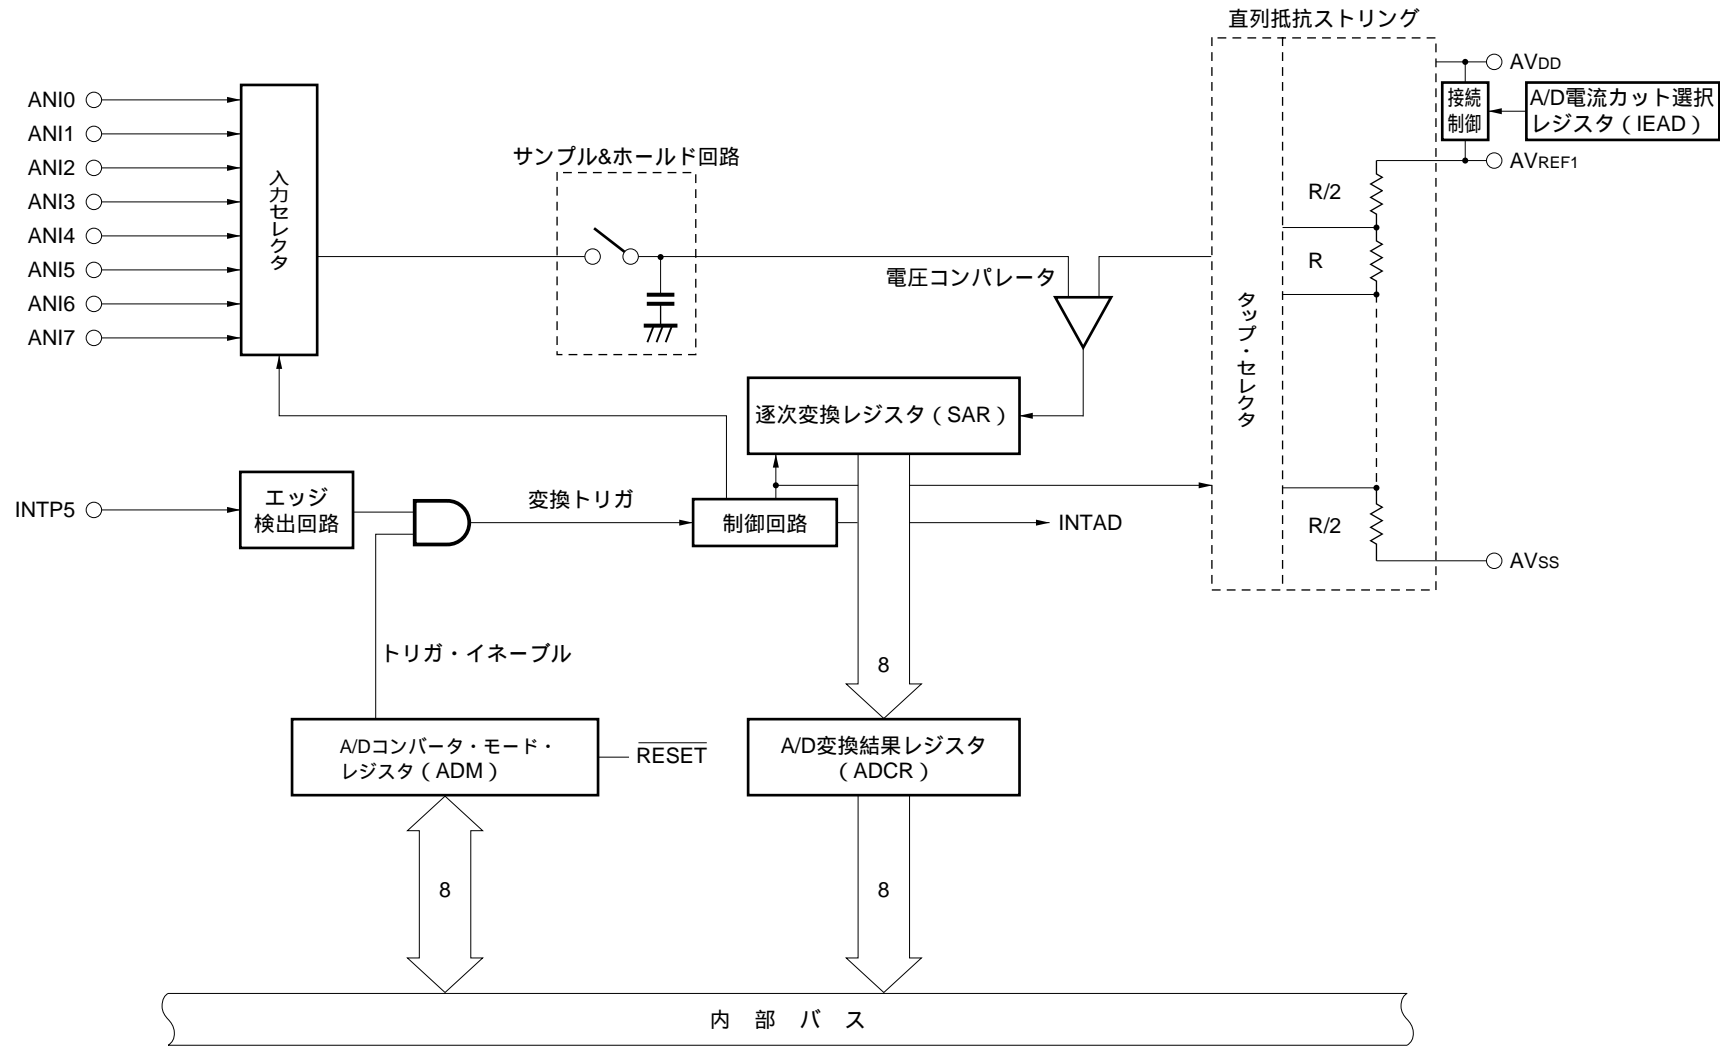 直列抵抗ストリング
AVDD
ANI0
ANI1
ANI2
ANI3
ANI4
ANI5
ANI6
ANI7
入力セレクタ
サンプル&ホールド回路
接続
制御
A/D電流カット選択
レジスタ（IEAD）
AVREF1
R/2
R
電圧コンパレータ
タップ・セレクタ
逐次変換レジスタ（SAR）
INTP5
エッジ
検出回路
変換トリガ
制御回路
INTAD
R/2
AVSS
トリガ・イネーブル
8
A/Dコンバータ・モード・
レジスタ（ADM）
RESET
A/D変換結果レジスタ
（ADCR）
8
8
内部バス